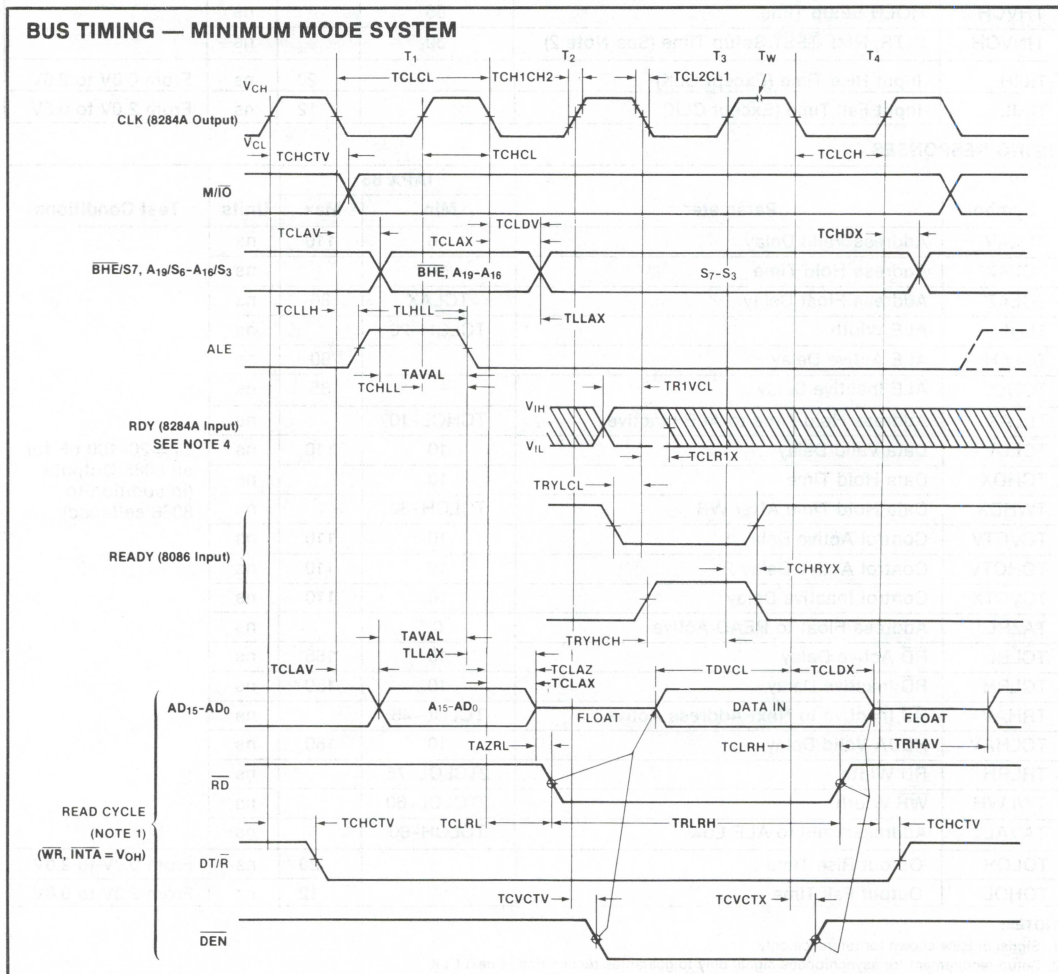 BUS TIMING — MINIMUM MODE SYSTEM
T1 T2 T3 TW T4
TCLCL TCH1CH2 TCL2CL1
VCH
CLK (8284A Output)
VCL
TCHCTV TCHCL TCLCH
M/IO
TCLAV TCLDV TCHDX
TCLAX
BHE/S7, A19/S6–A16/S3 BHE, A19–A16 S7–S3
TCLLH TLHLL TLLAX
ALE
TAVAL
TCHLL TR1VCL
VIH
RDY (8284A Input)
SEE NOTE 4
VIL
TCLR1X
TRYLCL
READY (8086 Input)
TCHRYX
TRYHCH
TAVAL
TLLAX
TCLAV TCLAZ TDVCL TCLDX
TCLAX
AD15–AD0 A15–AD0 FLOAT DATA IN FLOAT
TAZRL TCLRH TRHAV
RD
READ CYCLE
(NOTE 1)
(WR, INTA = VOH)
TCHCTV TCLRL TRLRH TCHCTV
DT/R
TCVCTV TCVCTX
DEN